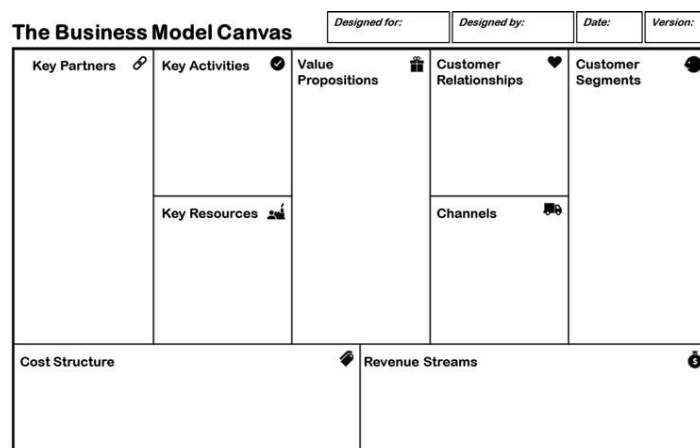 The Business Model Canvas
Designed for:
Designed by:
Date:
Version:
Key Partners
Key Activities
Value
Propositions
Customer
Relationships
Customer
Segments
Key Resources
Channels
Cost Structure
Revenue Streams
$